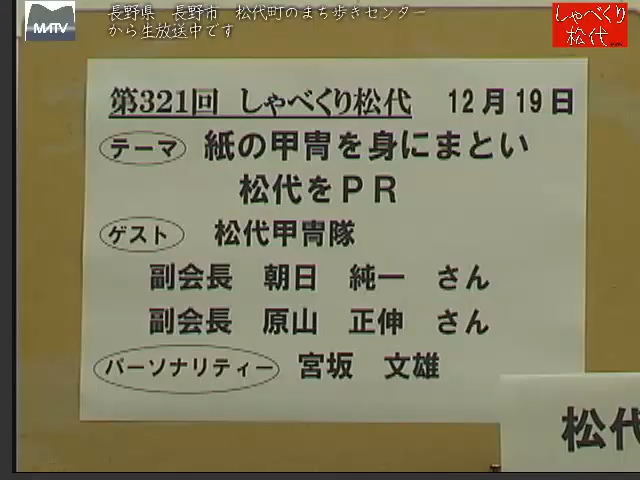 MATV
長野県 長野市 松代町のまち歩きセンター
から生放送中です
しゃべくり
松代
第321回 しゃべくり松代 12月19日
テーマ 紙の甲冑を身にまとい
松代をPR
ゲスト 松代甲冑隊
副会長 朝日 純一 さん
副会長 原山 正伸 さん
パーソナリティー 宮坂 文雄
松代